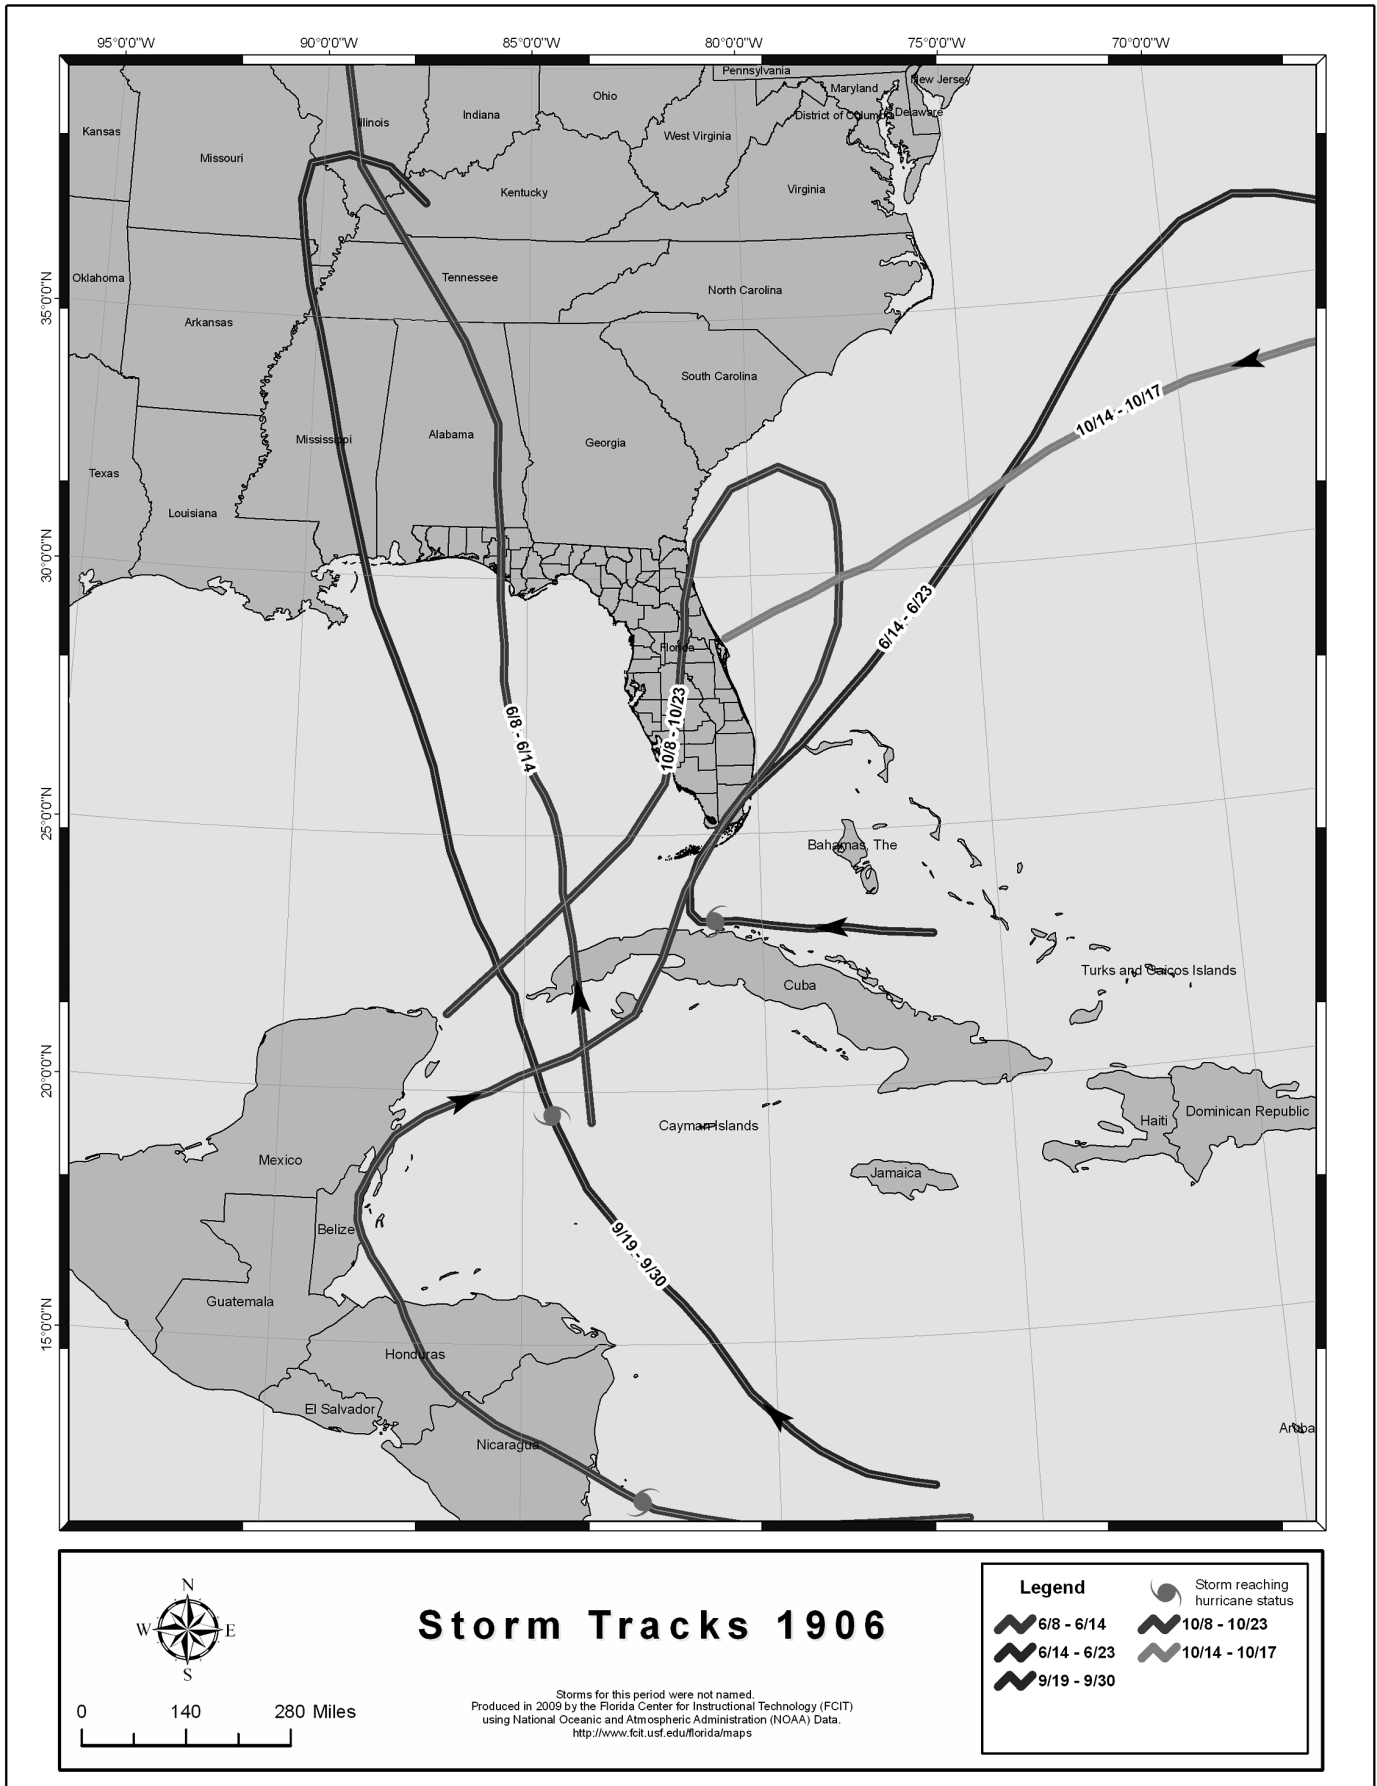 95°0'0"W 90°0'0"W 85°0'0"W 80°0'0"W 75°0'0"W 70°0'0"W
Pennsylvania
New Jersey
Maryland
Ohio
Delaware
District of Columbia
Indiana
Illinois
Kansas
West Virginia
Missouri
Kentucky
Virginia
Oklahoma
Tennessee
North Carolina
35°0'0"N
Arkansas
South Carolina
10/14 - 10/17
Mississippi
Alabama
Georgia
Texas
Louisiana
30°0'0"N
6/14 - 6/23
Florida
10/8 - 10/23
6/8 - 6/14
25°0'0"N
Bahamas, The
Turks and Caicos Islands
Cuba
20°0'0"N
Cayman Islands
Haiti
Dominican Republic
Mexico
Jamaica
Belize
9/19 - 9/30
Guatemala
15°0'0"N
Honduras
El Salvador
Nicaragua
Aruba
N
W E
S
0 140 280 Miles
Storm Tracks 1906
Storms for this period were not named.
Produced in 2009 by the Florida Center for Instructional Technology (FCIT)
using National Oceanic and Atmospheric Administration (NOAA) Data.
http://www.fcit.usf.edu/florida/maps
Legend
6/8 - 6/14
6/14 - 6/23
9/19 - 9/30
Storm reaching
hurricane status
10/8 - 10/23
10/14 - 10/17